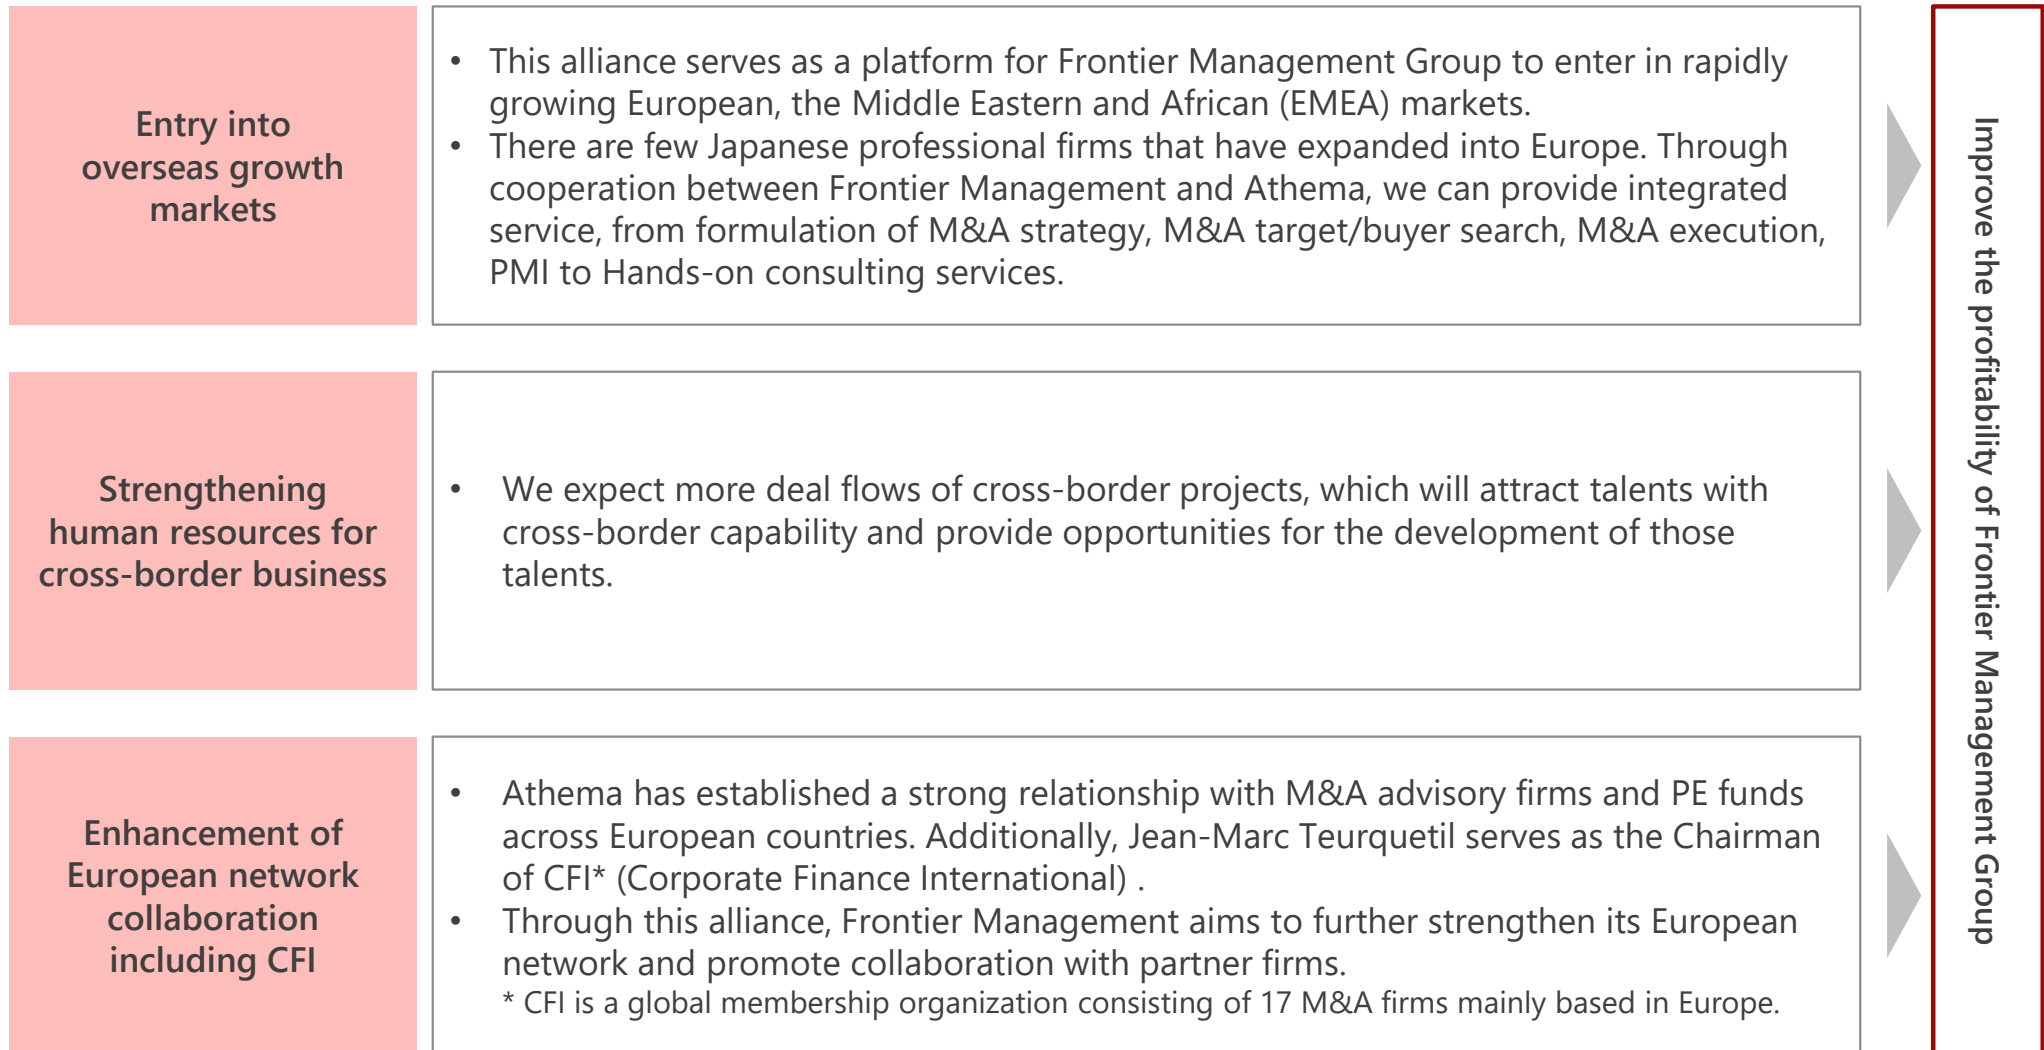 Entry into
overseas growth
markets
• This alliance serves as a platform for Frontier Management Group to enter in rapidly
growing European, the Middle Eastern and African (EMEA) markets.
• There are few Japanese professional firms that have expanded into Europe. Through
cooperation between Frontier Management and Athema, we can provide integrated
service, from formulation of M&A strategy, M&A target/buyer search, M&A execution,
PMI to Hands-on consulting services.
Strengthening
human resources for
cross-border business
• We expect more deal flows of cross-border projects, which will attract talents with
cross-border capability and provide opportunities for the development of those
talents.
Enhancement of
European network
collaboration
including CFI
• Athema has established a strong relationship with M&A advisory firms and PE funds
across European countries. Additionally, Jean-Marc Teurquetil serves as the Chairman
of CFI* (Corporate Finance International) .
• Through this alliance, Frontier Management aims to further strengthen its European
network and promote collaboration with partner firms.
* CFI is a global membership organization consisting of 17 M&A firms mainly based in Europe.
Improve the profitability of Frontier Management Group